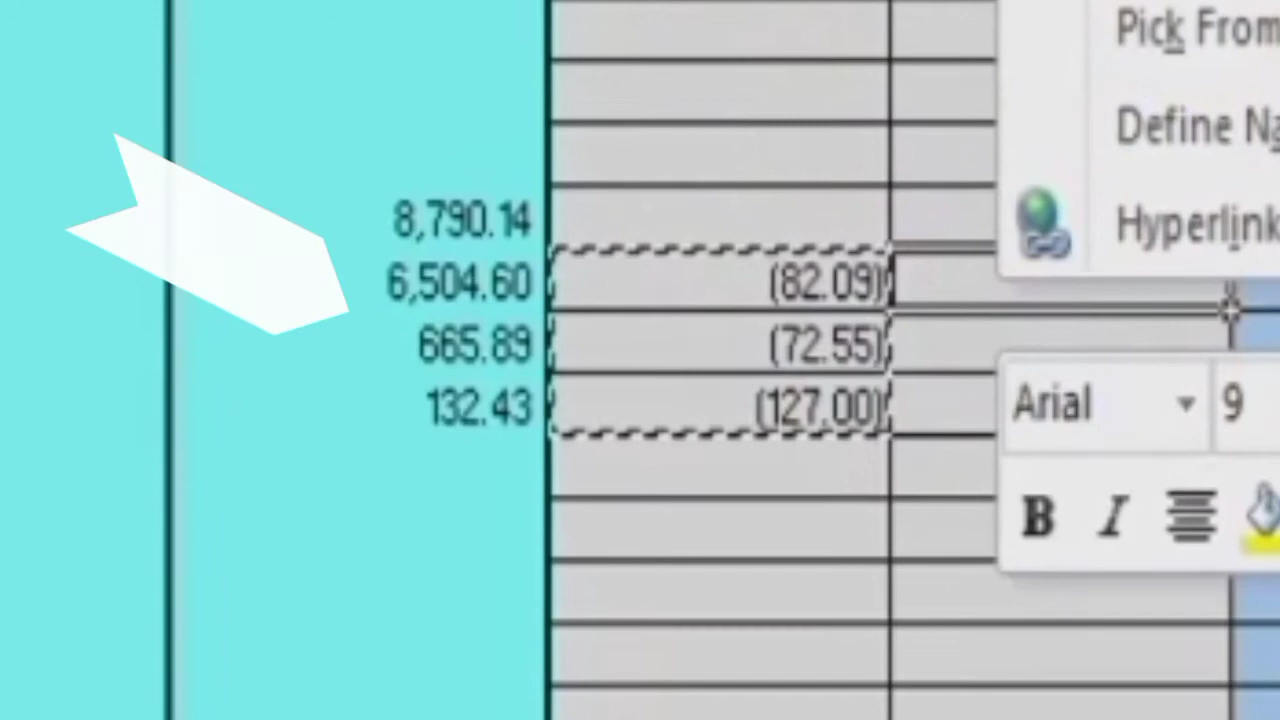 Pick From
Define Na
Hyperlink
8,790.14
6,504.60 (82.09)
665.89 (72.55)
132.43 (127.00)
Arial 9
B I